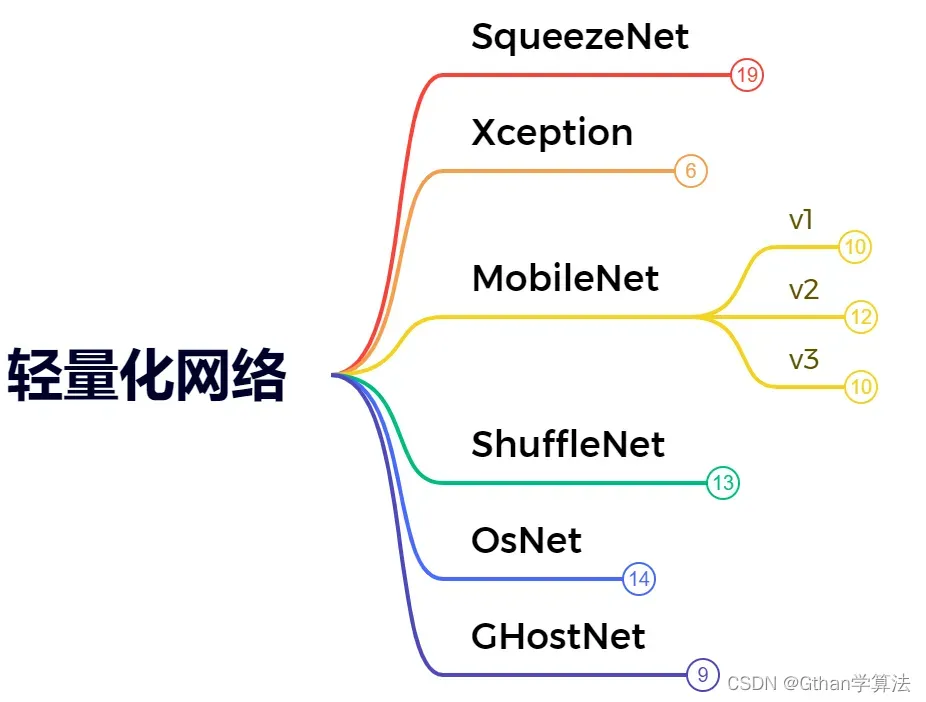 SqueezeNet
19
Xception
6
v1
10
MobileNet
v2
12
v3
10
轻量化网络
ShuffleNet
13
OsNet
14
GHostNet
9
CSDN @Gthan学算法